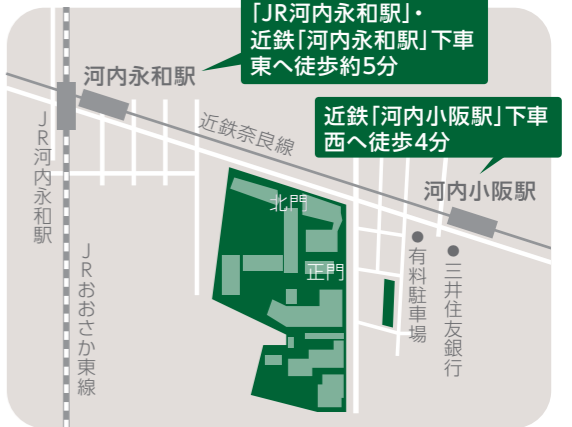 「JR河内永和駅」・
近鉄「河内永和駅」下車
東へ徒歩約5分
河内永和駅
近鉄「河内小阪駅」下車
西へ徒歩4分
近鉄奈良線
JR河内永和駅
河内小阪駅
北門
正門
JRおおさか東線
有料駐車場
三井住友銀行